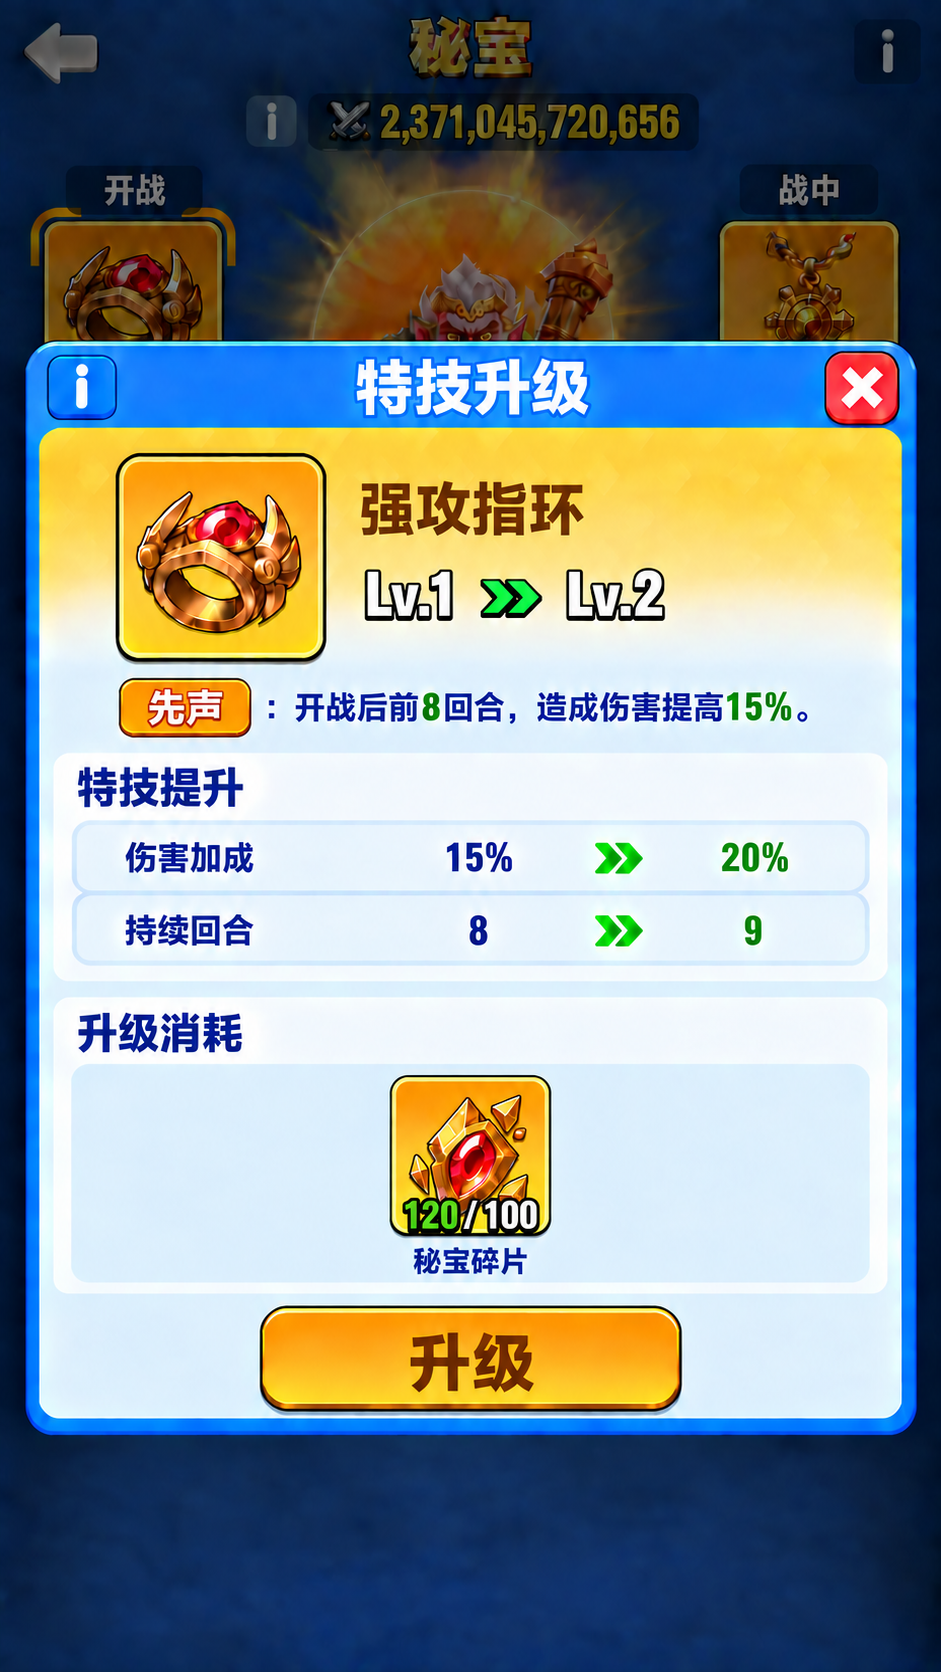 秘宝
2,371,045,720,656
开战
战中
特技升级
强攻指环
Lv.1 Lv.2
先声：开战后前8回合，造成伤害提高15%。
特技提升
伤害加成 15% 20%
持续回合 8 9
升级消耗
120/100
秘宝碎片
升级